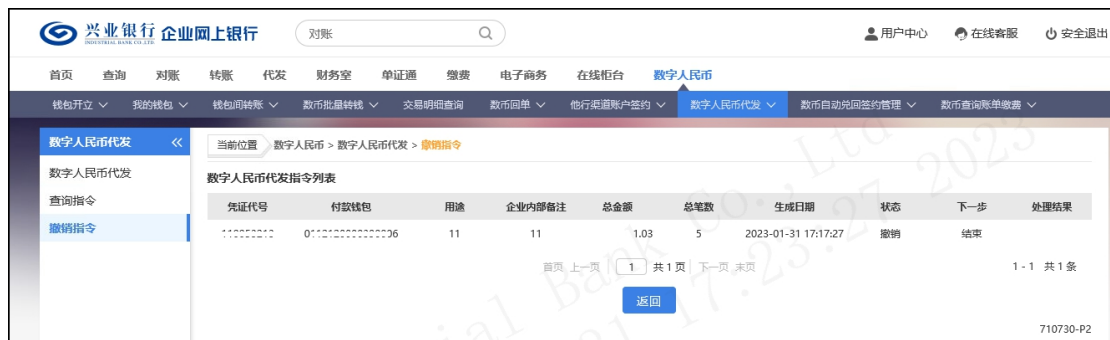 兴业银行 企业网上银行 对账 用户中心 在线客服 安全退出
INDUSTRIAL BANK CO.,LTD
首页 查询 对账 转账 代发 财务室 单证通 缴费 电子商务 在线柜台 数字人民币
钱包开立 我的钱包 钱包间转账 数币批量转钱 交易明细查询 数币回单 他行渠道账户签约 数字人民币代发 数币自动兑回签约管理 数币查询账单缴费
数字人民币代发 «
数字人民币代发
查询指令
撤销指令
当前位置 数字人民币 > 数字人民币代发 > 撤销指令
数字人民币代发指令列表
凭证代号 付款钱包 用途 企业内部备注 总金额 总笔数 生成日期 状态 下一步 处理结果
11 11 1.03 5 2023-01-31 17:17:27 撤销 结束
首页 上一页 1 共1页 下一页 末页 1-1 共1条
返回
710730-P2